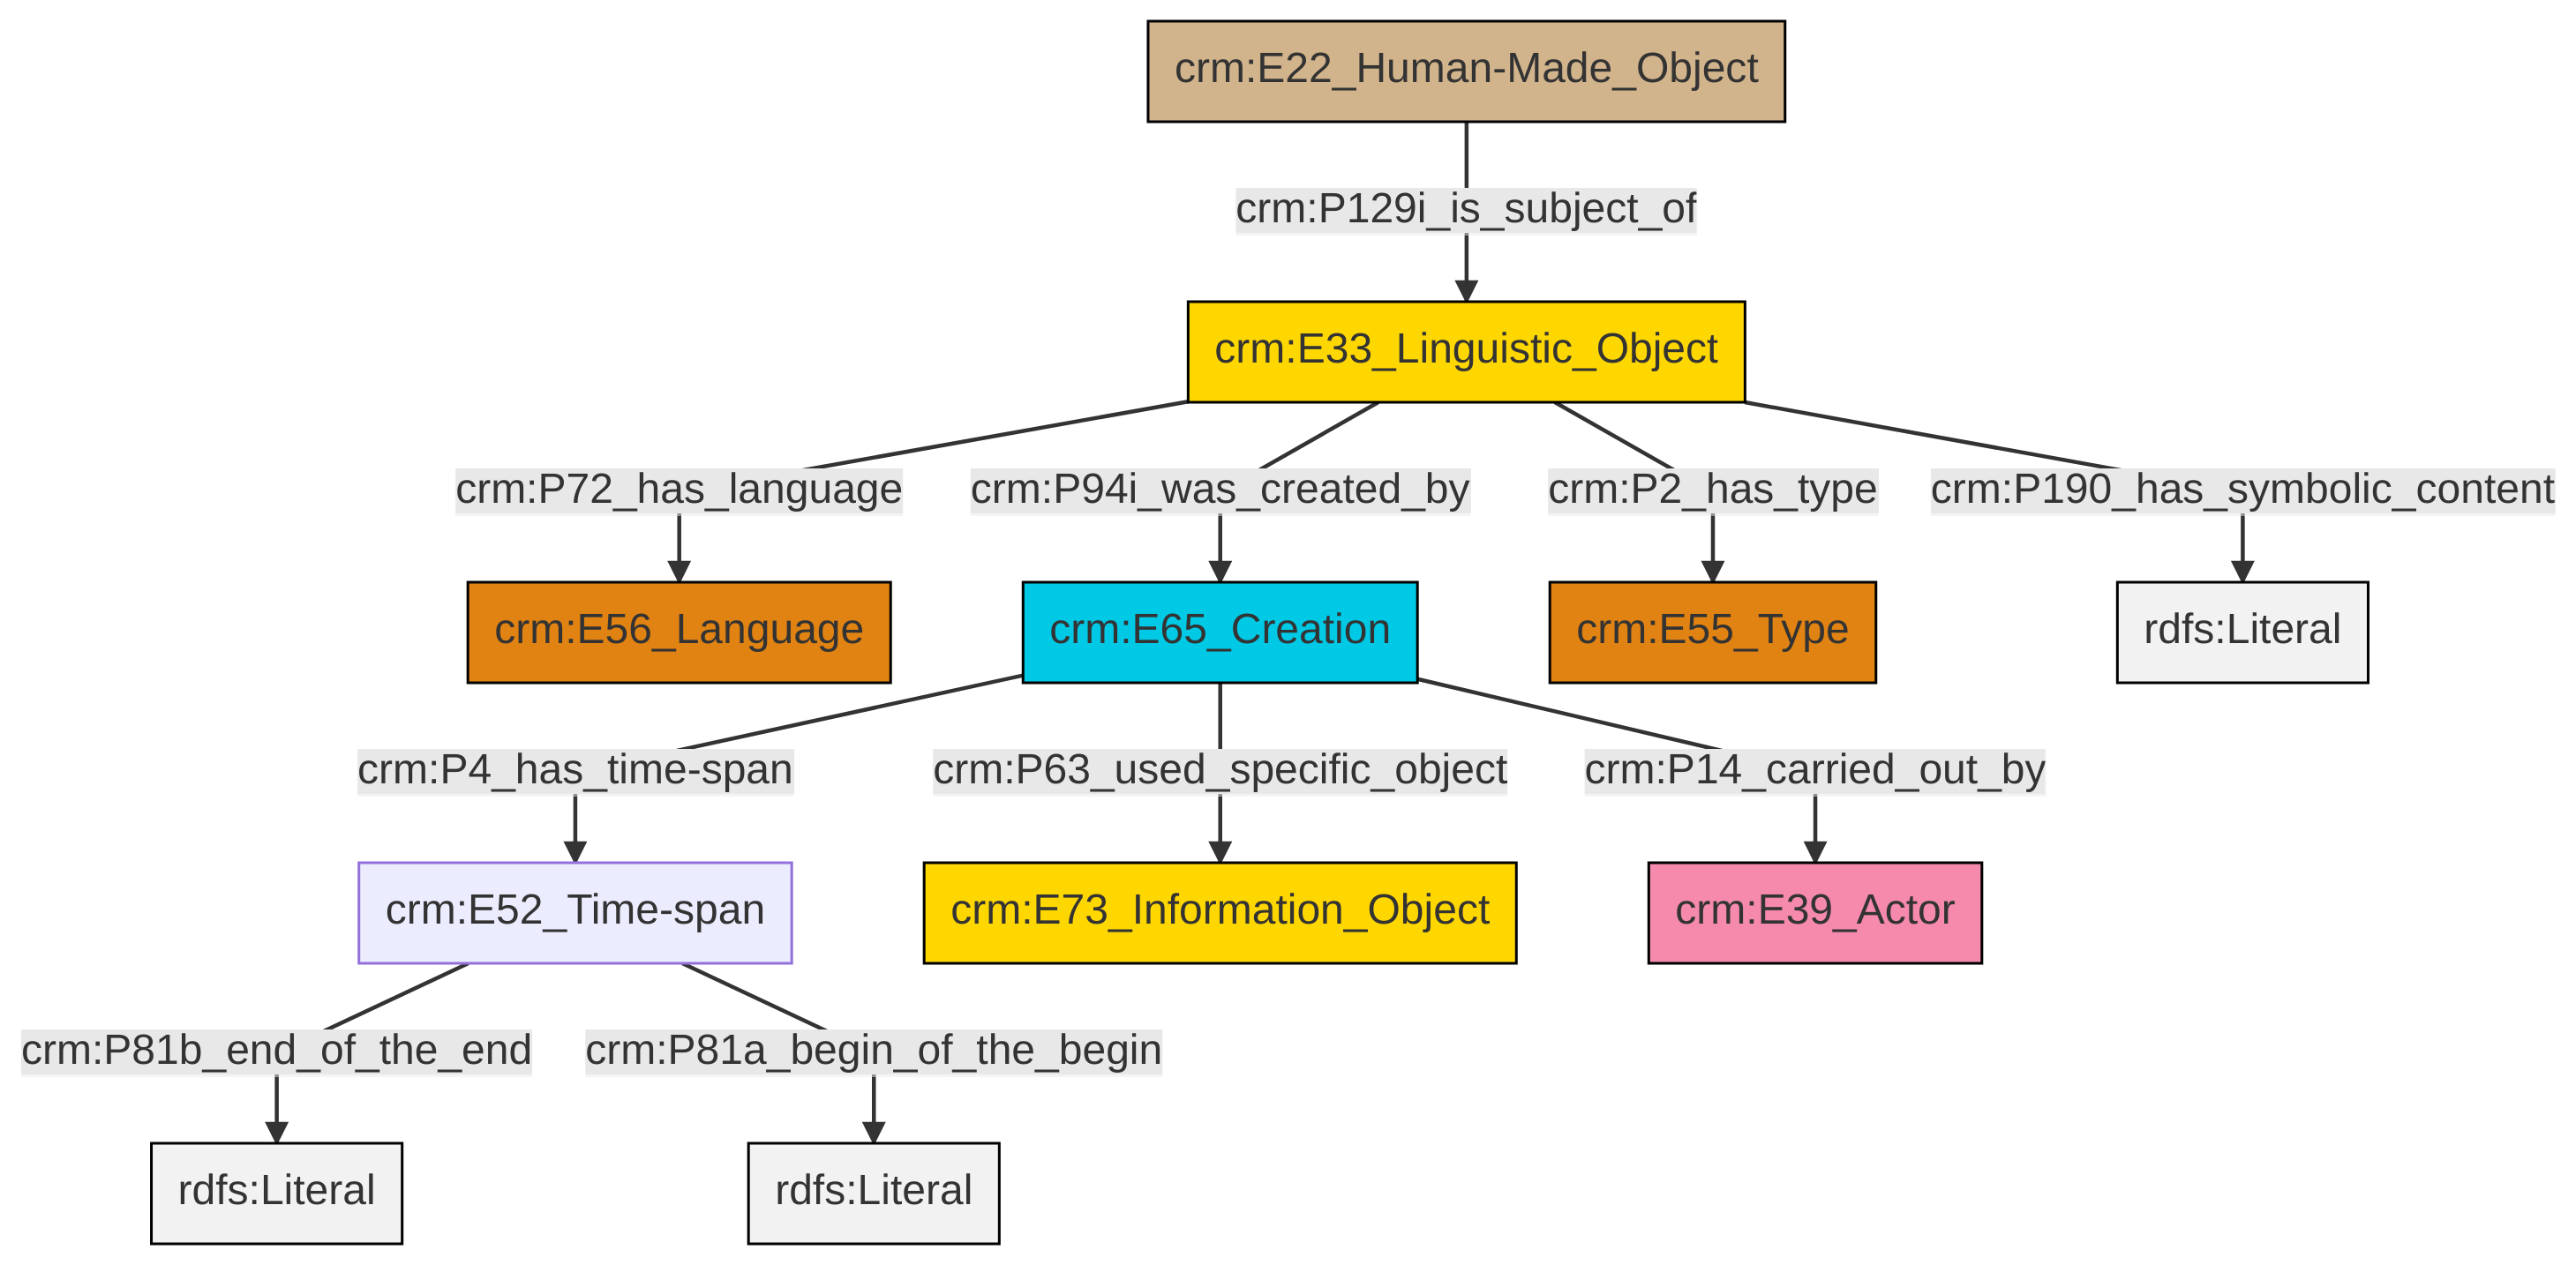 crm:E22_Human-Made_Object
crm:P129i_is_subject_of
crm:E33_Linguistic_Object
crm:P72_has_language
crm:P94i_was_created_by
crm:P2_has_type
crm:P190_has_symbolic_content
crm:E56_Language
crm:E65_Creation
crm:E55_Type
rdfs:Literal
crm:P4_has_time-span
crm:P63_used_specific_object
crm:P14_carried_out_by
crm:E52_Time-span
crm:E73_Information_Object
crm:E39_Actor
crm:P81b_end_of_the_end
crm:P81a_begin_of_the_begin
rdfs:Literal
rdfs:Literal